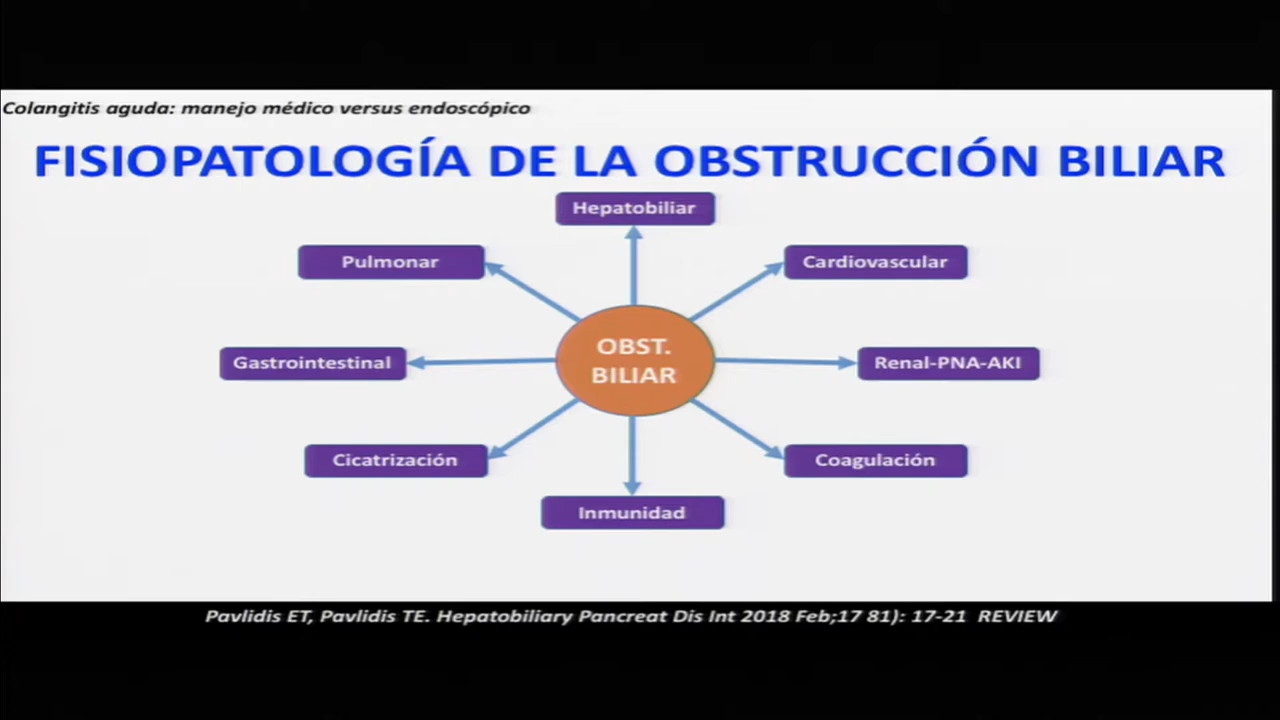 Colangitis aguda: manejo médico versus endoscópico
FISIOPATOLOGÍA DE LA OBSTRUCCIÓN BILIAR
Hepatobiliar
Pulmonar
Cardiovascular
OBST.
BILIAR
Gastrointestinal
Renal-PNA-AKI
Cicatrización
Coagulación
Inmunidad
Pavlidis ET, Pavlidis TE. Hepatobiliary Pancreat Dis Int 2018 Feb;17 81): 17-21 REVIEW